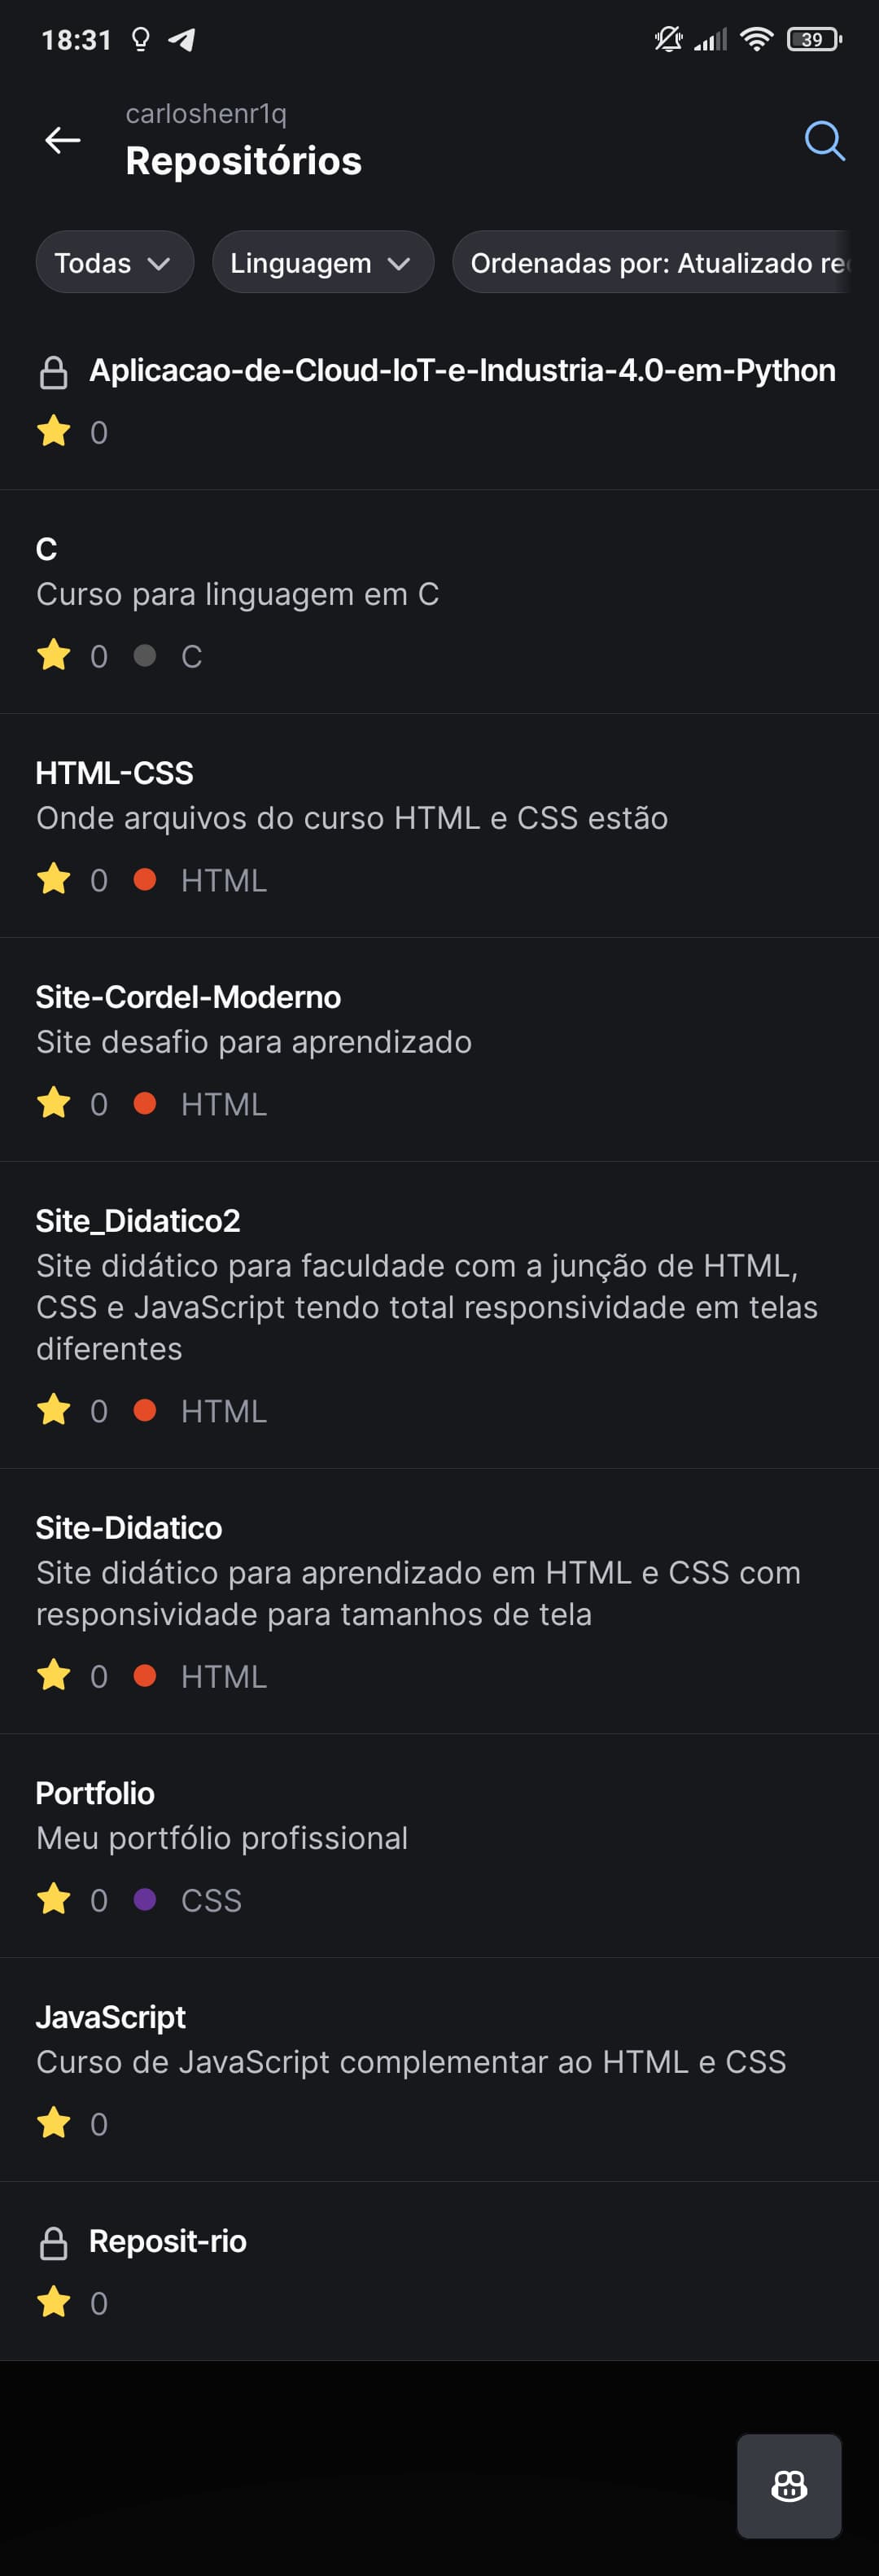 18:31
39
carloshenr1q
Repositórios
Todas Linguagem Ordenadas por: Atualizado
Aplicacao-de-Cloud-IoT-e-Industria-4.0-em-Python
0
C
Curso para linguagem em C
0 C
HTML-CSS
Onde arquivos do curso HTML e CSS estão
0 HTML
Site-Cordel-Moderno
Site desafio para aprendizado
0 HTML
Site_Didatico2
Site didático para faculdade com a junção de HTML,
CSS e JavaScript tendo total responsividade em telas
diferentes
0 HTML
Site-Didatico
Site didático para aprendizado em HTML e CSS com
responsividade para tamanhos de tela
0 HTML
Portfolio
Meu portfólio profissional
0 CSS
JavaScript
Curso de JavaScript complementar ao HTML e CSS
0
Reposit-rio
0